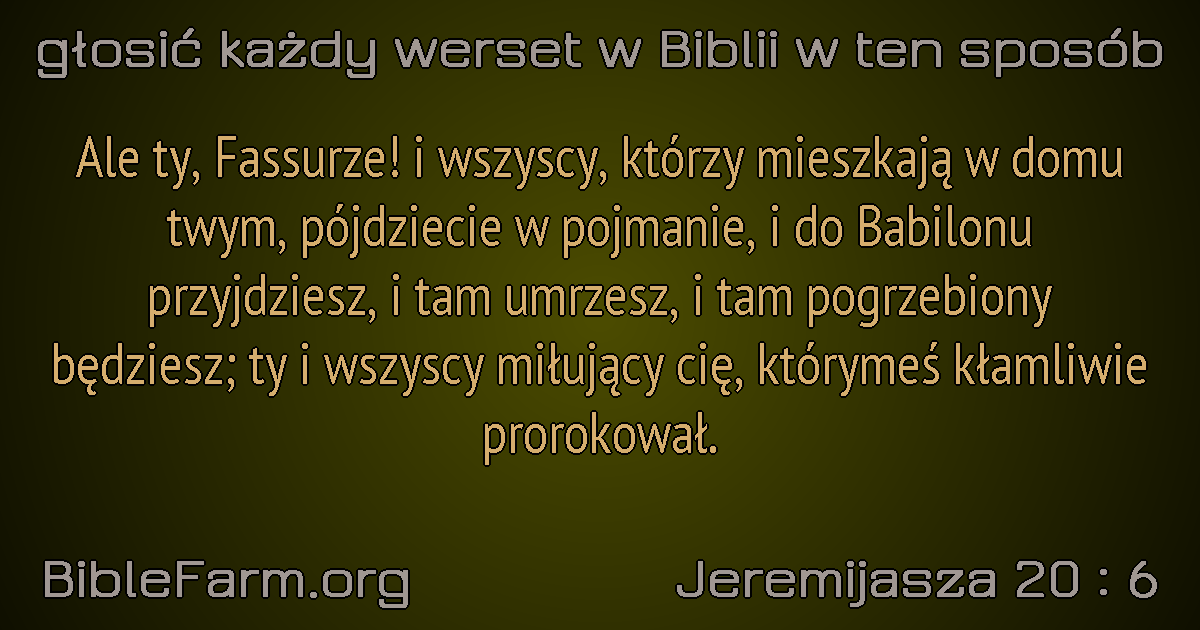 głosić każdy werset w Biblii w ten sposób
Ale ty, Fassurze! i wszyscy, którzy mieszkają w domu
twym, pójdziecie w pojmanie, i do Babilonu
przyjdziesz, i tam umrzesz, i tam pogrzebiony
będziesz; ty i wszyscy miłujący cię, którymeś kłamliwie
prorokował.
BibleFarm.org
Jeremijasza 20 : 6